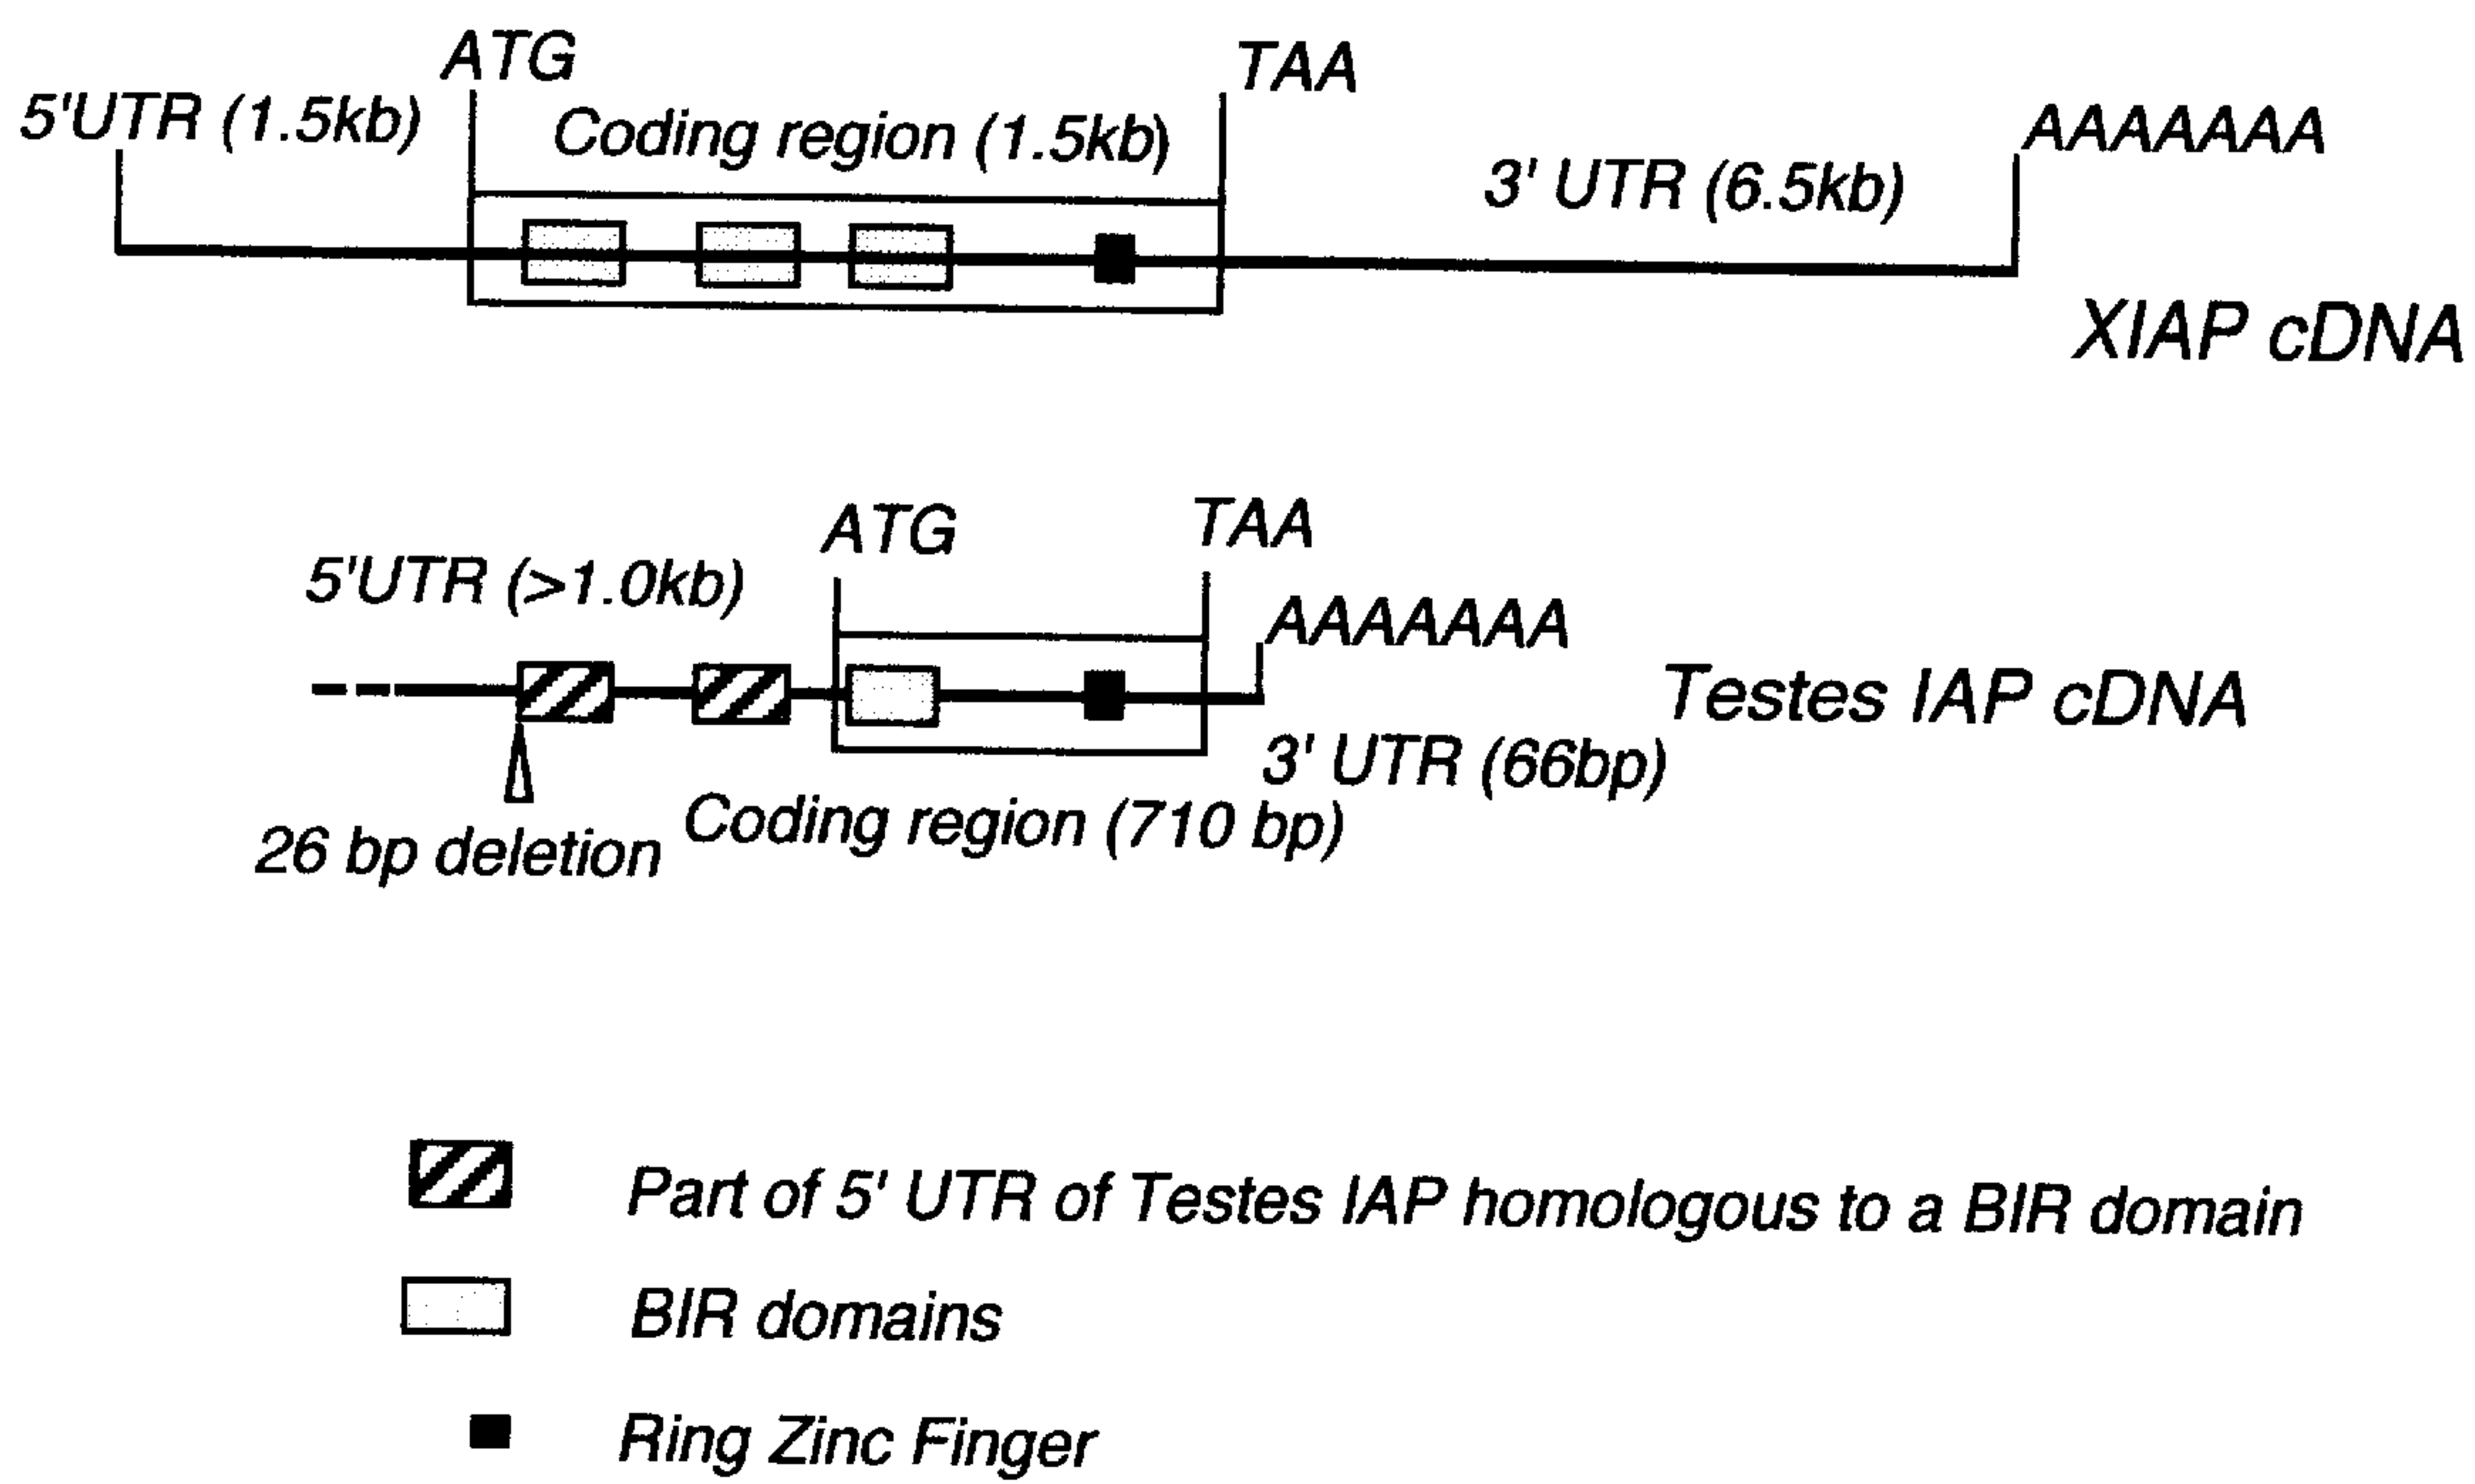 ATG
TAA
5'UTR (1.5kb)
Coding region (1.5kb)
AAAAAAA
3' UTR (6.5kb)
XIAP cDNA
ATG
TAA
5'UTR (>1.0kb)
AAAAAAA
Testes IAP cDNA
3' UTR (66bp)
Coding region (710 bp)
26 bp deletion
Part of 5' UTR of Testes IAP homologous to a BIR domain
BIR domains
Ring Zinc Finger